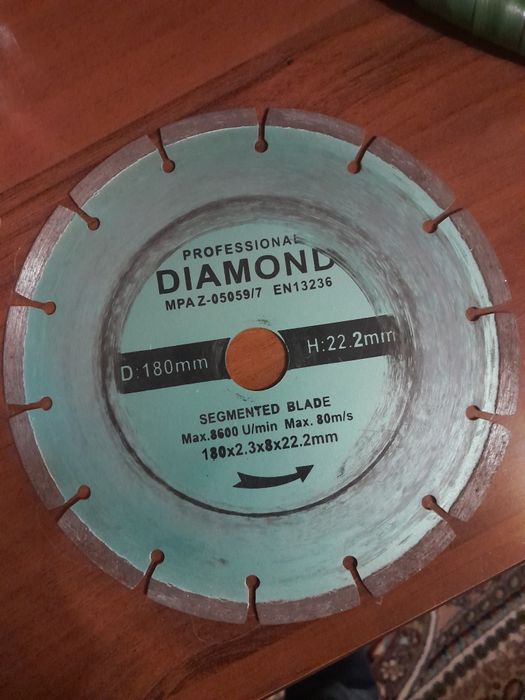 PROFESSIONAL
DIAMOND
MPA Z-05059/7 EN13236
D:180mm
H:22.2mm
SEGMENTED BLADE
Max.8600 U/min Max. 80m/s
180x2.3x8x22.2mm